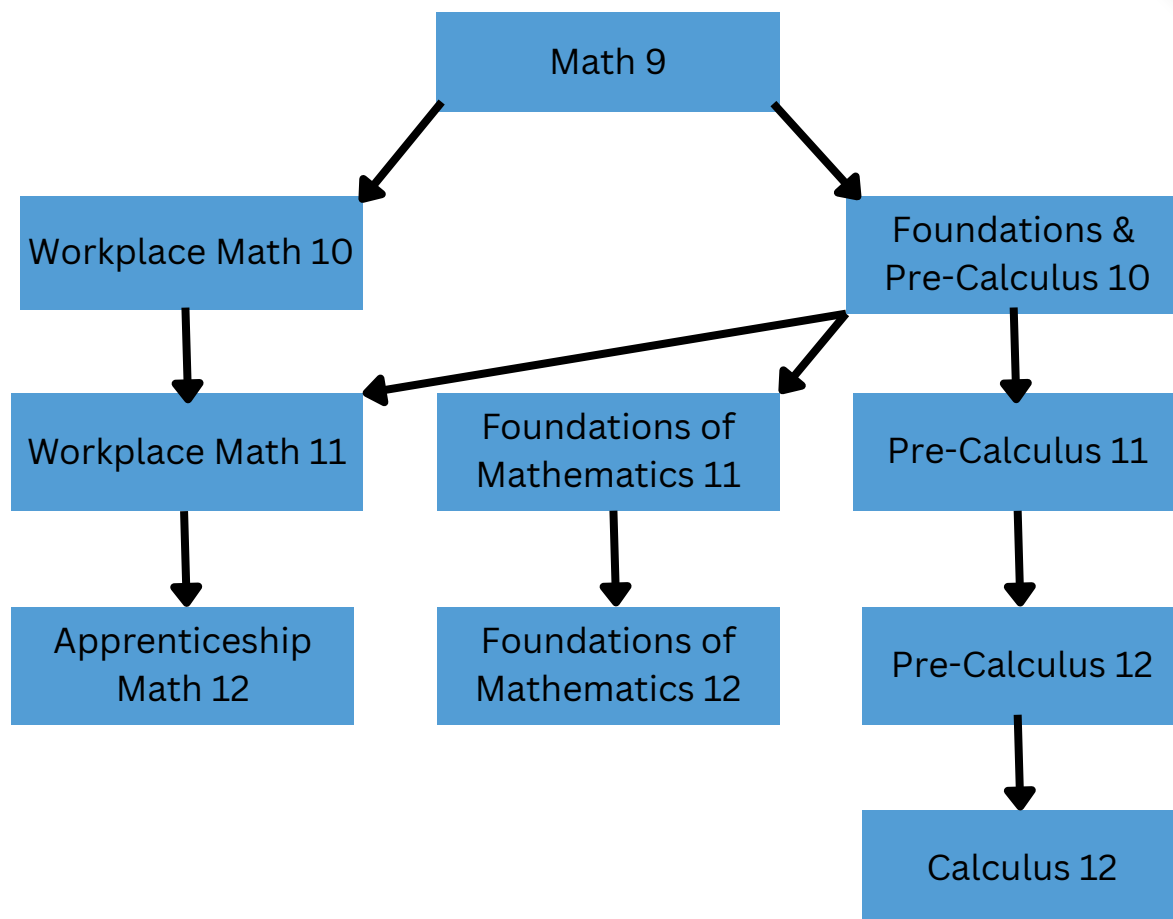 Math 9
Workplace Math 10
Foundations &
Pre-Calculus 10
Workplace Math 11
Foundations of
Mathematics 11
Pre-Calculus 11
Apprenticeship
Math 12
Foundations of
Mathematics 12
Pre-Calculus 12
Calculus 12